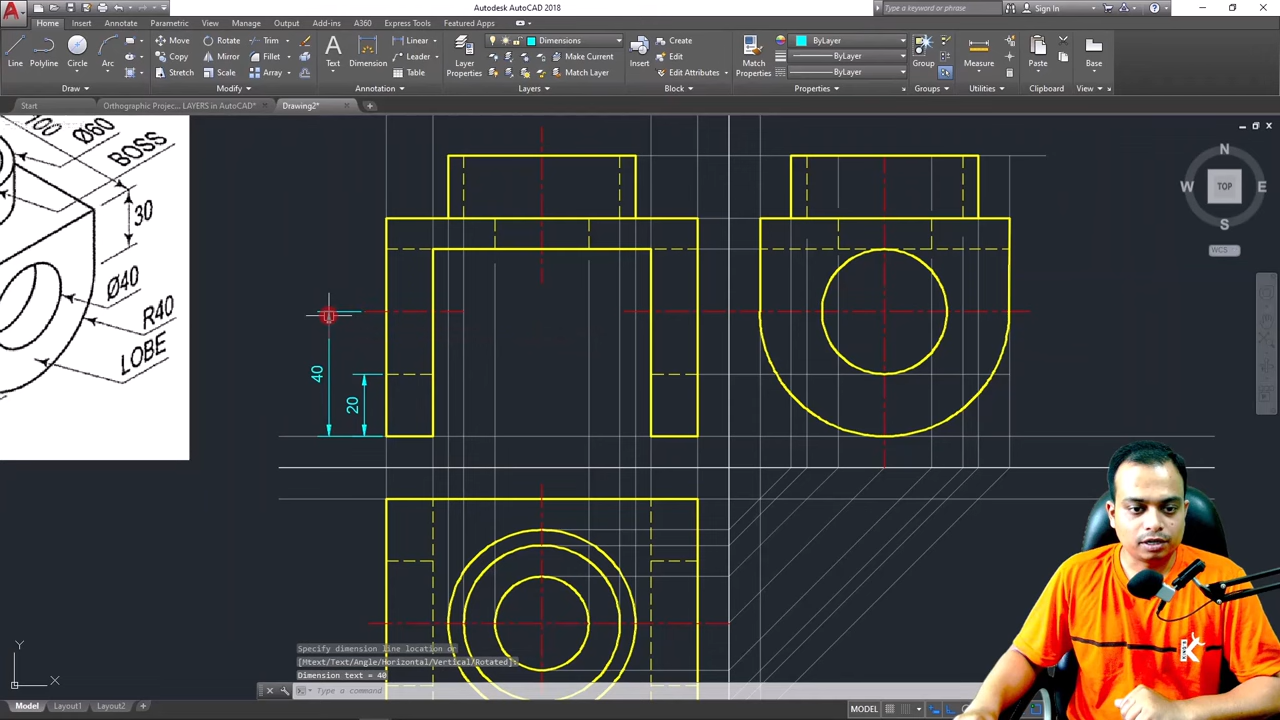 Autodesk AutoCAD 2018
Type a keyword or phrase
Sign In
Home Insert Annotate Parametric View Manage Output Add-ins A360 Express Tools Featured Apps
Line Polyline Circle Arc
Move Rotate Trim
Copy Mirror Fillet
Stretch Scale Array
Text Dimension
Linear
Leader
Table
Layer Properties
Dimensions
Make Current
Match Layer
Insert
Create
Edit
Edit Attributes
Match Properties
ByLayer
ByLayer
ByLayer
Group
Measure
Paste
Base
Draw Modify Annotation Layers Block Properties Groups Utilities Clipboard View
Start Orthographic Projec... LAYERS in AutoCAD* Drawing2*
100
Ø60
BOSS
30
Ø40
R40
LOBE
40
20
N
W TOP E
S
WCS
Y
X
Specify dimension line location or
[Mtext/Text/Angle/Horizontal/Vertical/Rotated]:
Dimension text = 40
Type a command
Model Layout1 Layout2 +
MODEL